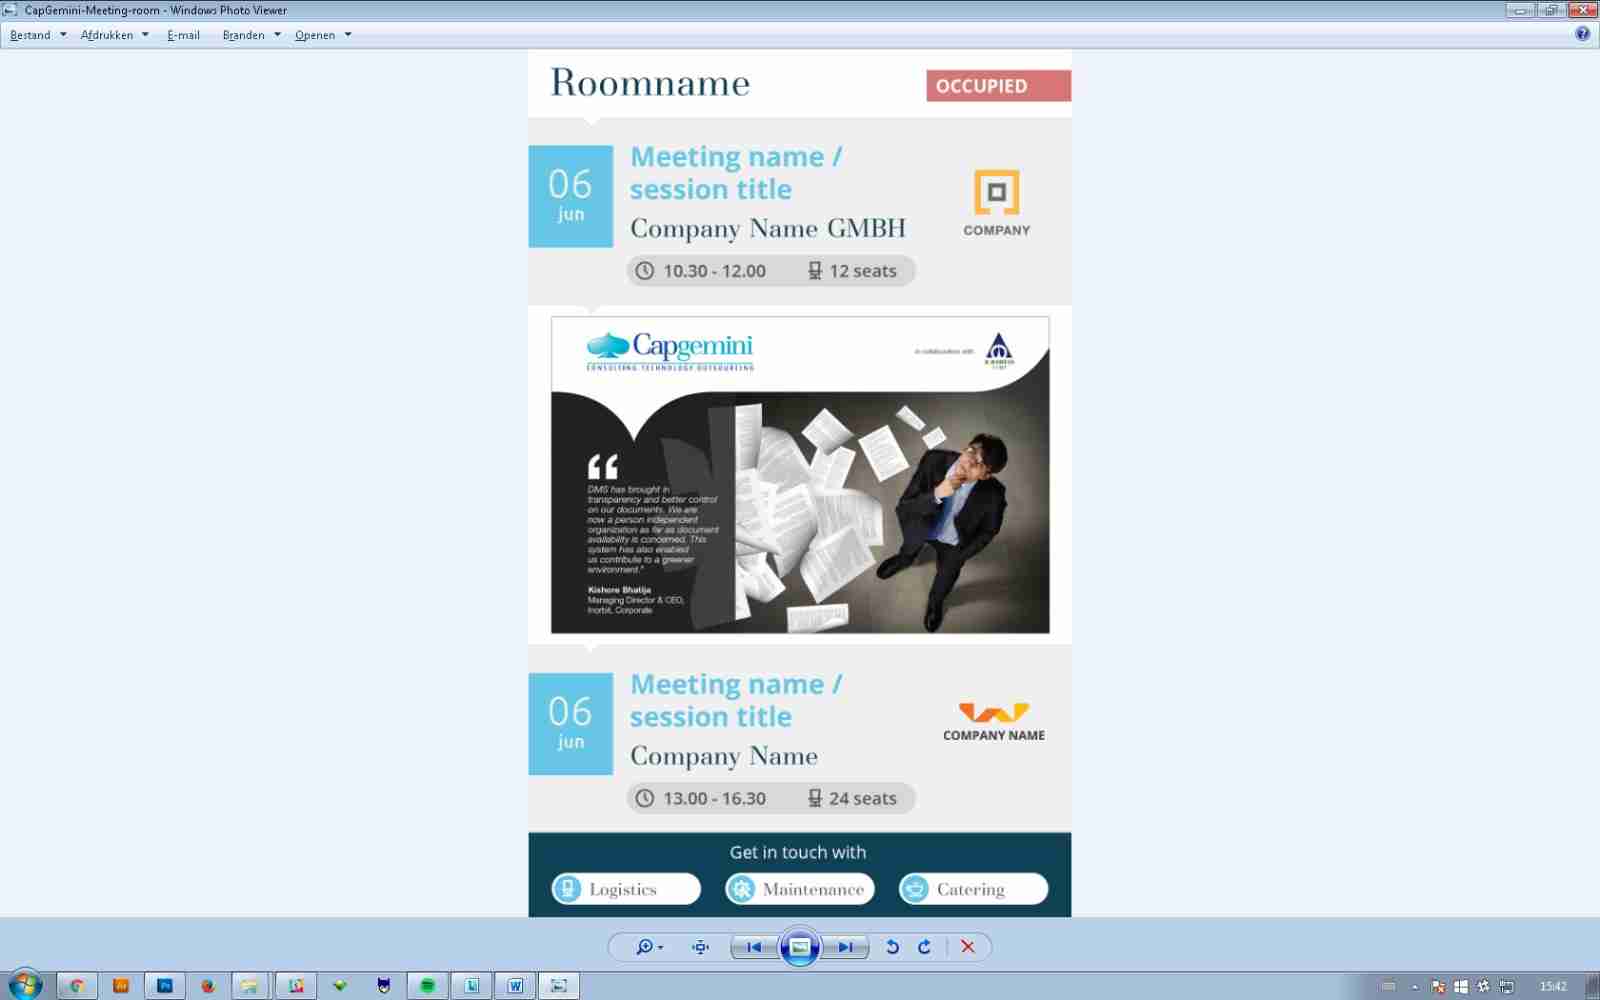 CapGemini-Meeting-room - Windows Photo Viewer
Bestand Afdrukken E-mail Branden Openen
Roomname
OCCUPIED
06
jun
Meeting name /
session title
Company Name GMBH
10.30 - 12.00 12 seats
COMPANY
Capgemini
CONSULTING.TECHNOLOGY.OUTSOURCING
in collaboration with
DMS has brought in
transparency and better control
on our documents. We are
now a person independent
organization as far as document
availability is concerned. This
system has also enabled
us contribute to a greener
environment."
Kishore Bhatija
Managing Director & CEO,
Inorbit, Corporate
06
jun
Meeting name /
session title
Company Name
13.00 - 16.30 24 seats
COMPANY NAME
Get in touch with
Logistics Maintenance Catering
15:42